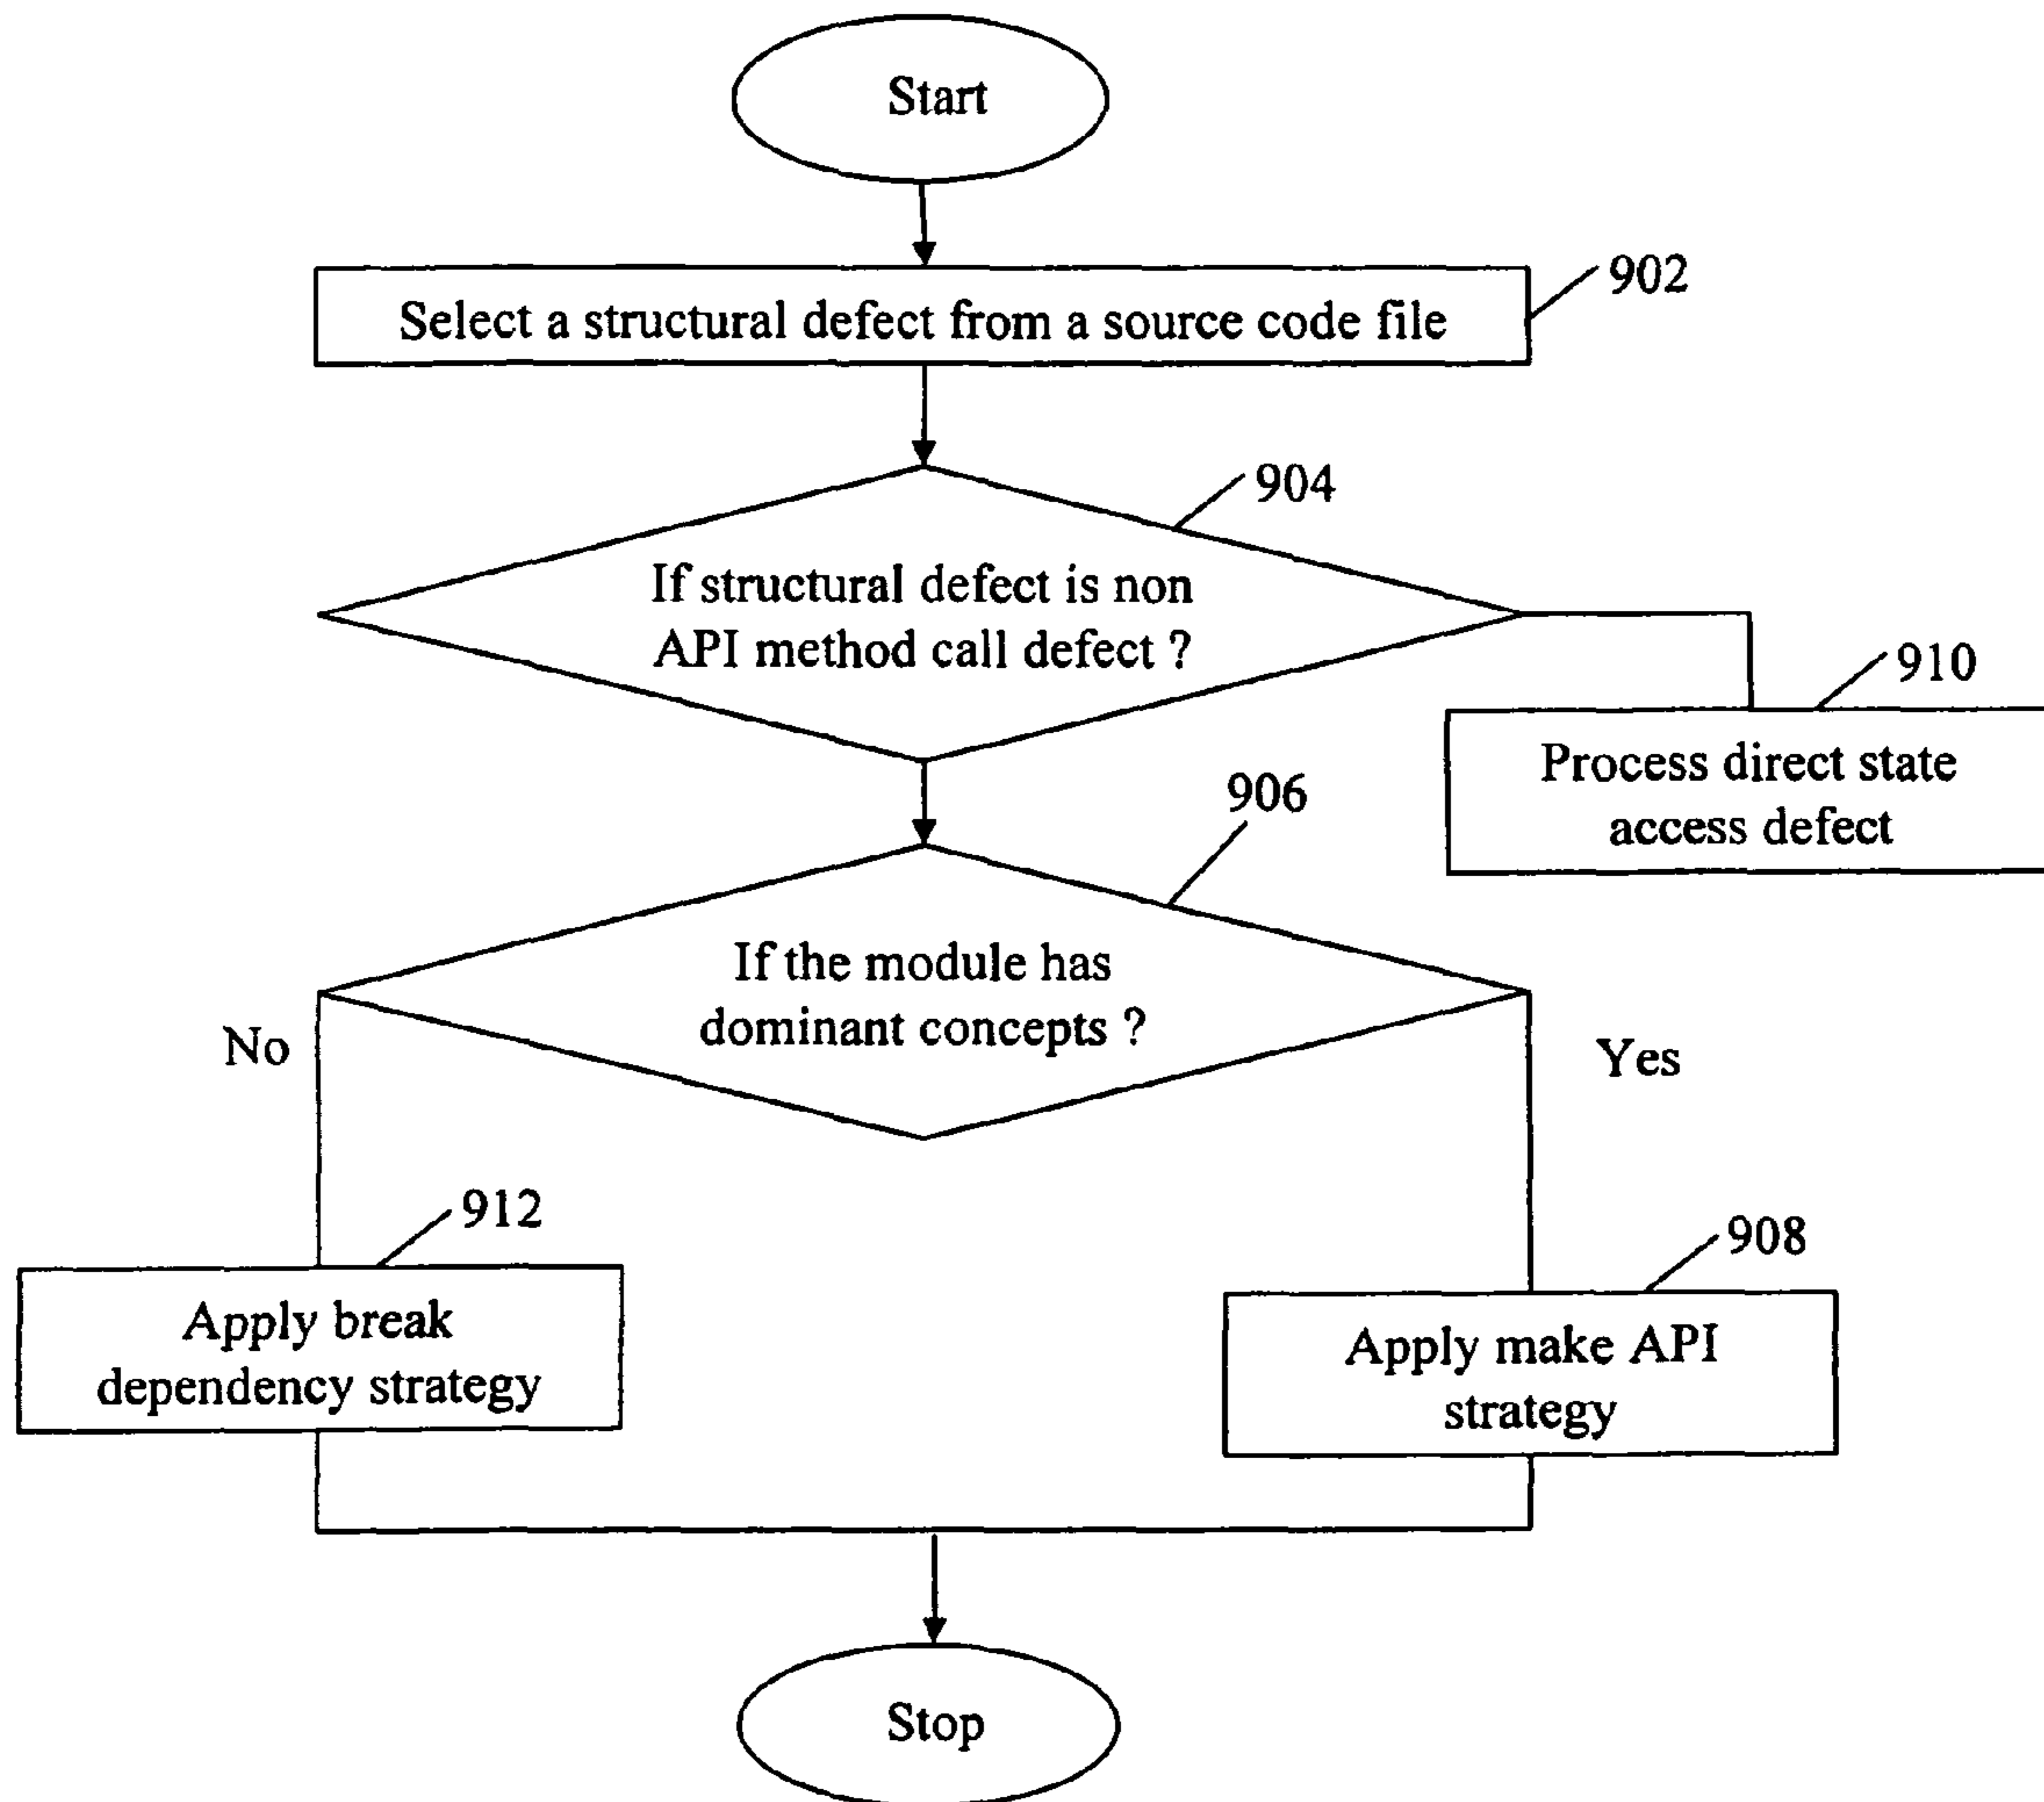 Start
902
Select a structural defect from a source code file
904
If structural defect is non
API method call defect ?
910
Process direct state
access defect
906
If the module has
dominant concepts ?
No
Yes
912
Apply break
dependency strategy
908
Apply make API
strategy
Stop